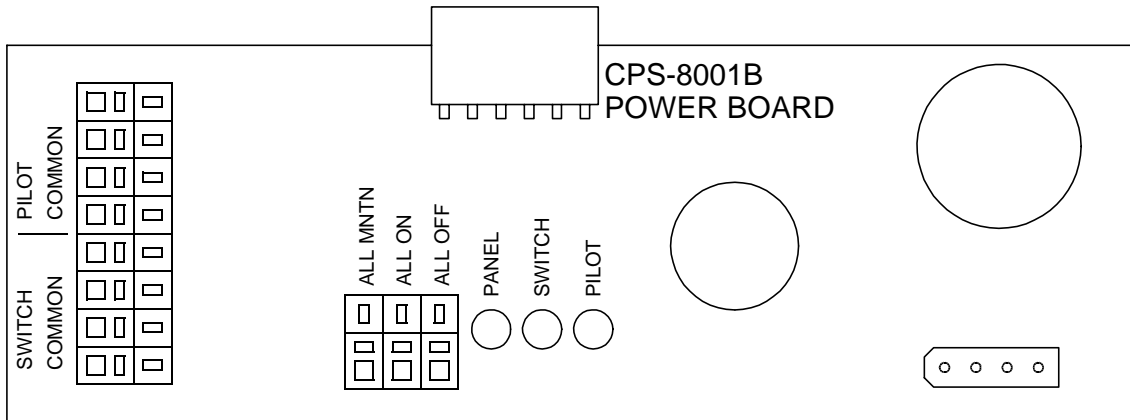 CPS-8001B
POWER BOARD
PILOT
COMMON
SWITCH
COMMON
ALL MNTN
ALL ON
ALL OFF
PANEL
SWITCH
PILOT